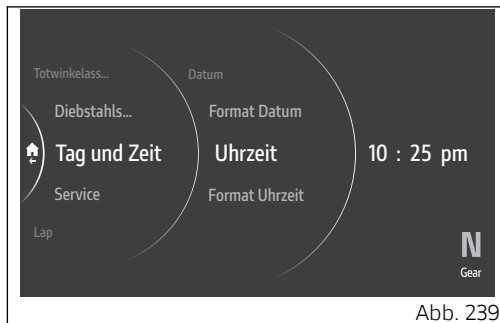 Totwinkelass... Datum
Diebstahls... Format Datum
Tag und Zeit Uhrzeit 10 : 25 pm
Service Format Uhrzeit
Lap
N
Gear
Abb. 239